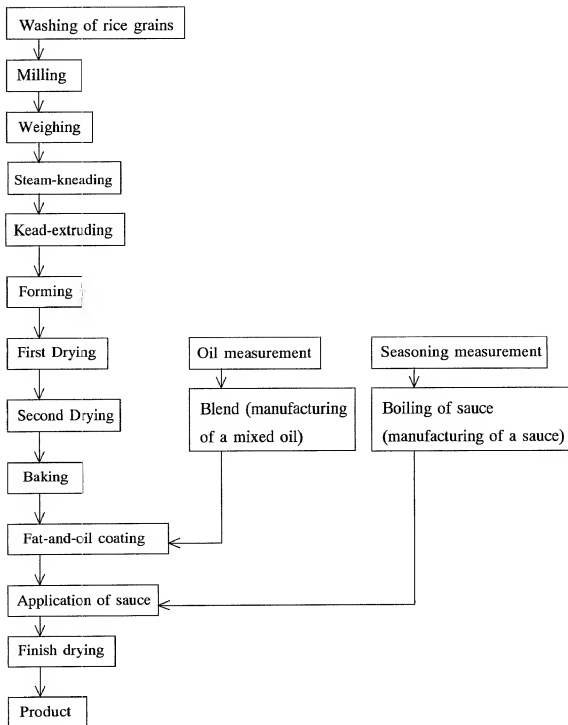 Washing of rice grains
Milling
Weighing
Steam-kneading
Kead-extruding
Forming
First Drying
Second Drying
Baking
Fat-and-oil coating
Application of sauce
Finish drying
Product
Oil measurement
Blend (manufacturing
of a mixed oil)
Seasoning measurement
Boiling of sauce
(manufacturing of a sauce)